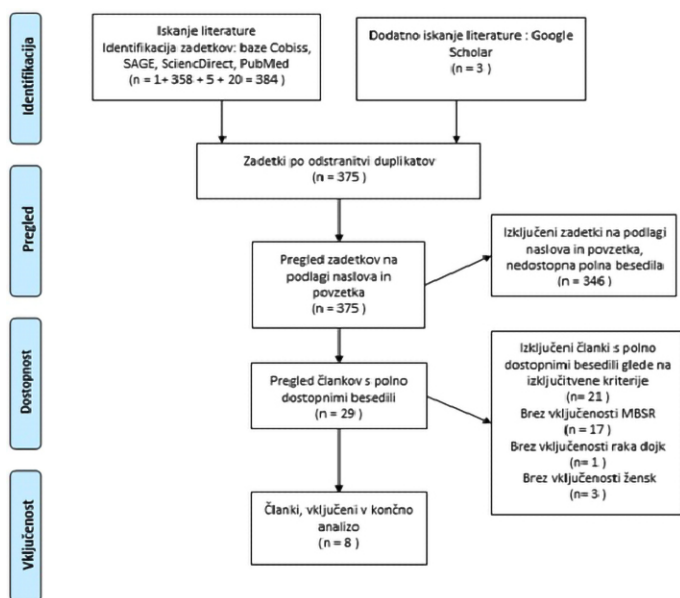 Identifikacija
Iskanje literature
Identifikacija zadetkov: baze Cobiss,
SAGE, SciencDirect, PubMed
(n = 1+ 358 + 5 + 20 = 384)
Dodatno iskanje literature : Google
Scholar
(n = 3 )
Zadetki po odstranitvi duplikatov
(n = 375 )
Pregled
Pregled zadetkov na
podlagi naslova in
povzetka
(n = 375 )
Izključeni zadetki na podlagi
naslova in povzetka,
nedostopna polna besedila
(n = 346 )
Dostopnost
Pregled člankov s polno
dostopnimi besedili
(n = 29 )
Izključeni članki s polno
dostopnimi besedili glede na
izključitvene kriterije
(n= 21 )
Brez vključenosti MBSR
(n = 17 )
Brez vključenosti raka dojk
(n= 1 )
Brez vključenosti žensk
(n= 3 )
Vključenost
Članki, vključeni v končno
analizo
(n = 8 )